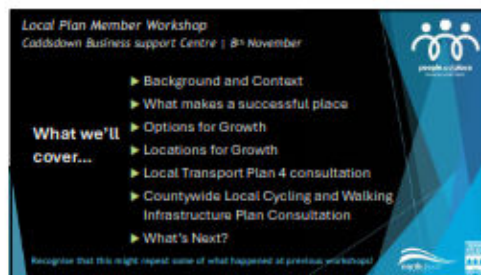 Local Plan Member Workshop
Caddsdown Business support Centre | 8th November
What we'll
cover...
▶ Background and Context
▶ What makes a successful place
▶ Options for Growth
▶ Locations for Growth
▶ Local Transport Plan 4 consultation
▶ Countywide Local Cycling and Walking
Infrastructure Plan Consultation
▶ What's Next?
Recognise that this might repeat some of what happened at previous workshops!